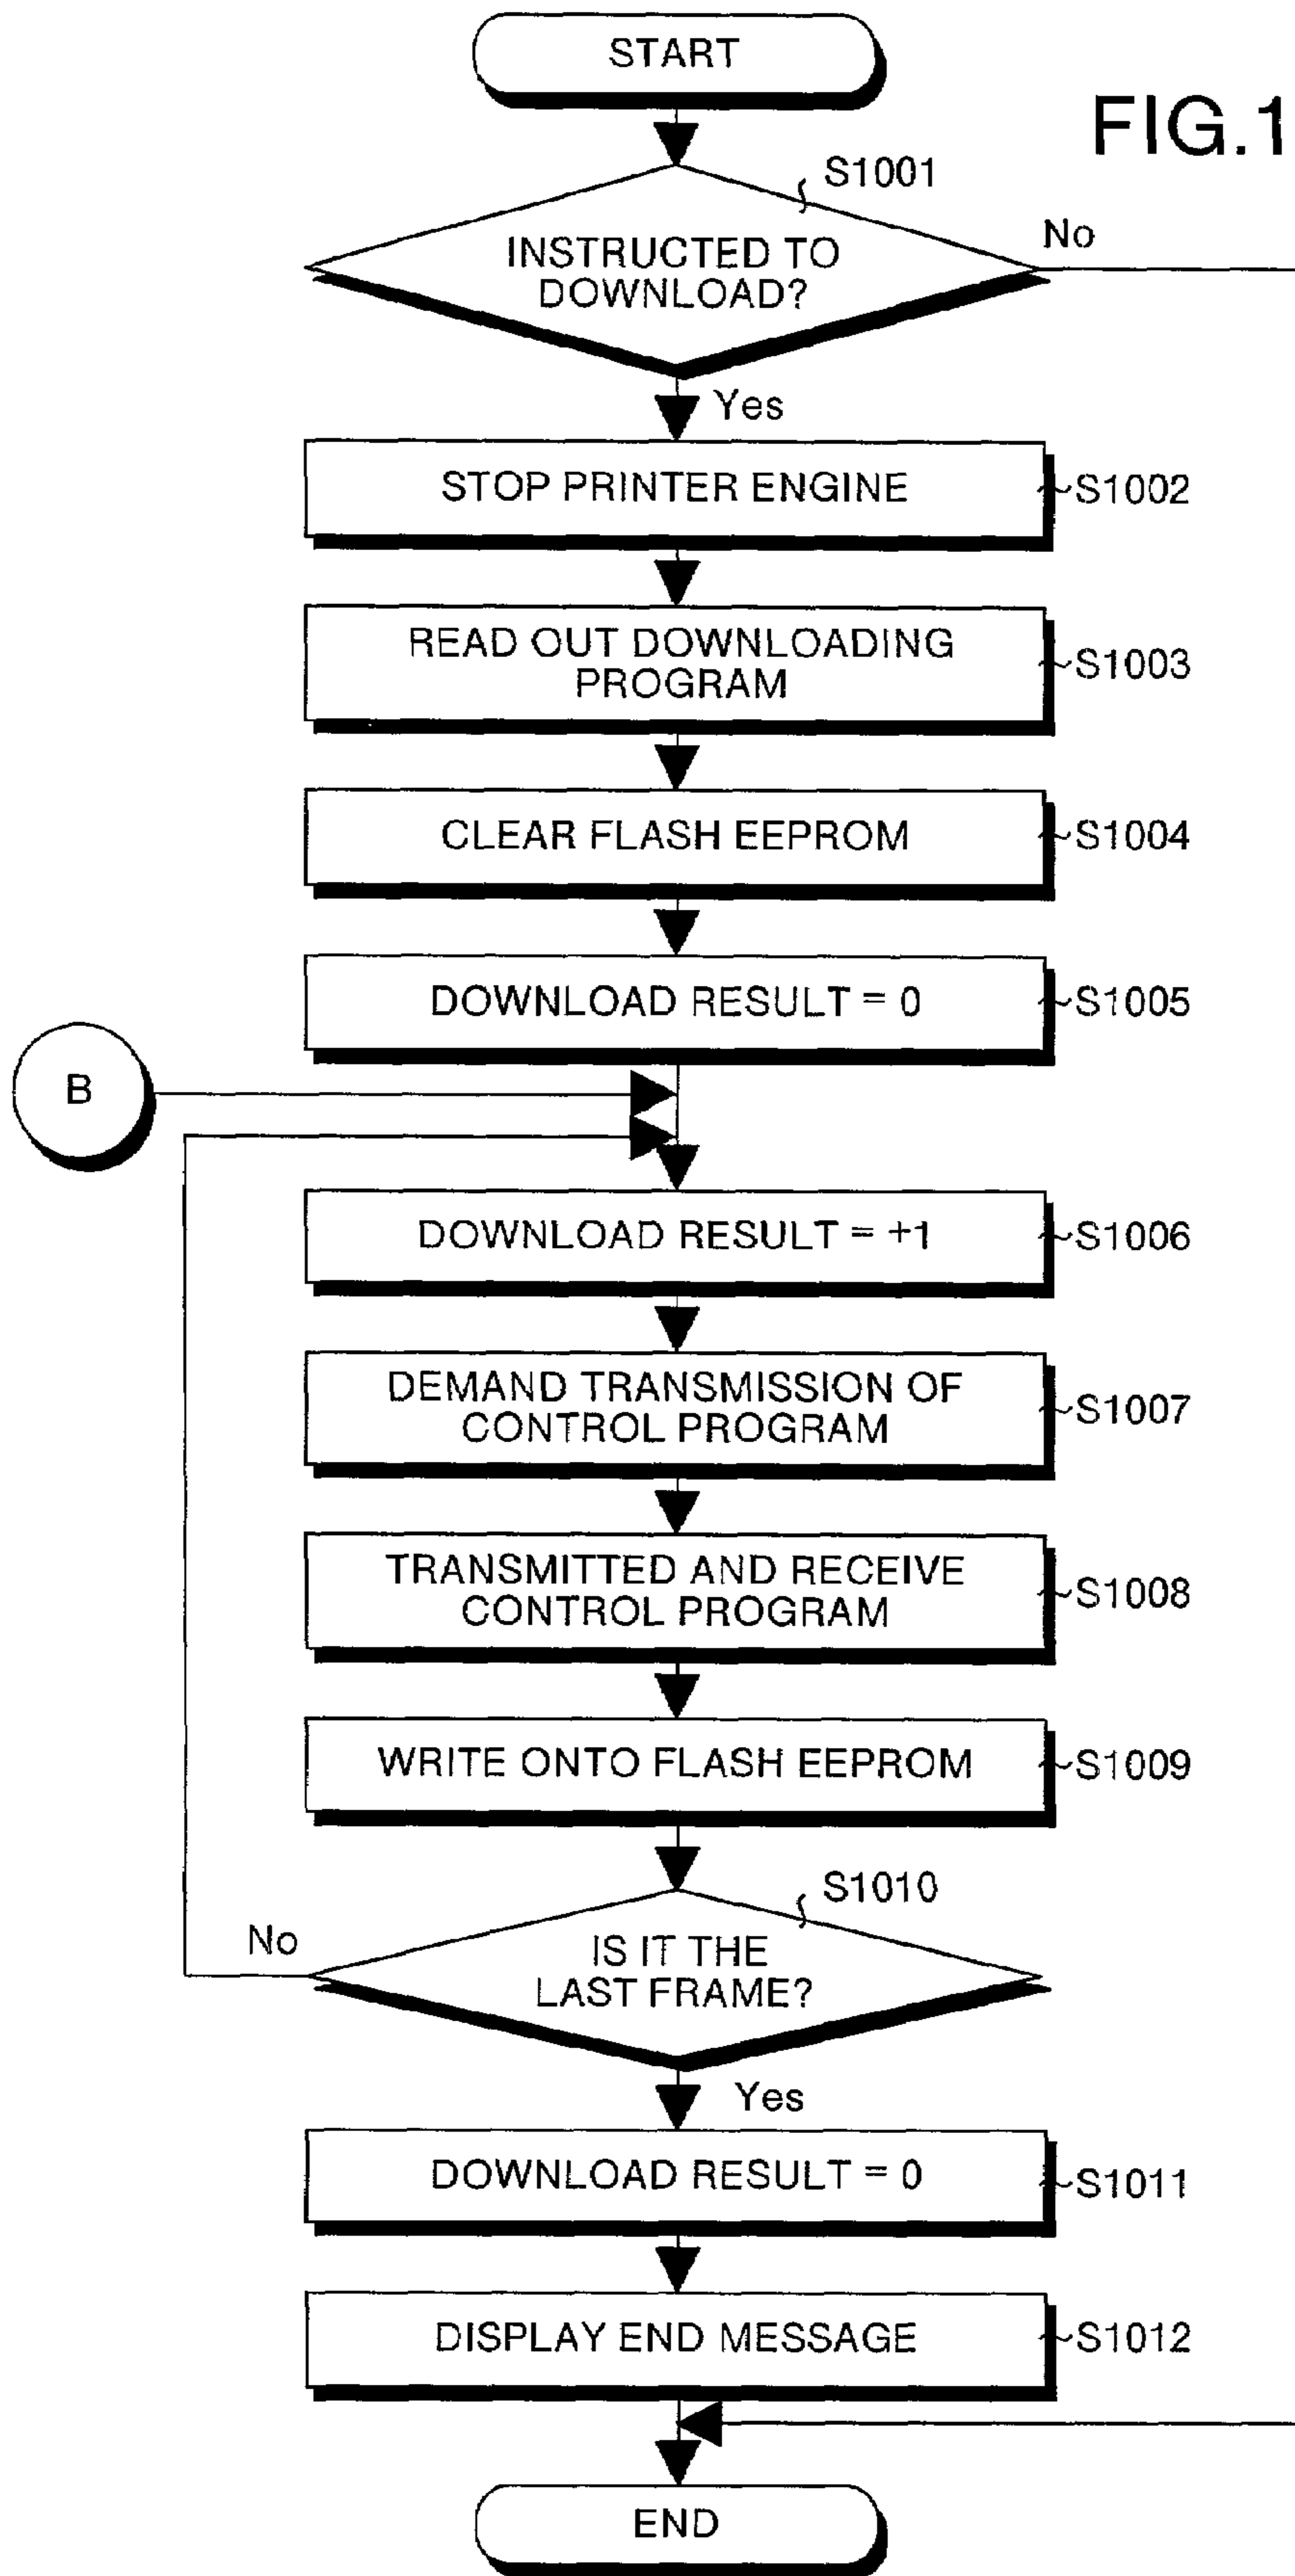 START
FIG.1
S1001
No
INSTRUCTED TO
DOWNLOAD?
Yes
STOP PRINTER ENGINE
S1002
READ OUT DOWNLOADING
PROGRAM
S1003
CLEAR FLASH EEPROM
S1004
DOWNLOAD RESULT = 0
S1005
B
DOWNLOAD RESULT = +1
S1006
DEMAND TRANSMISSION OF
CONTROL PROGRAM
S1007
TRANSMITTED AND RECEIVE
CONTROL PROGRAM
S1008
WRITE ONTO FLASH EEPROM
S1009
S1010
No
IS IT THE
LAST FRAME?
Yes
DOWNLOAD RESULT = 0
S1011
DISPLAY END MESSAGE
S1012
END